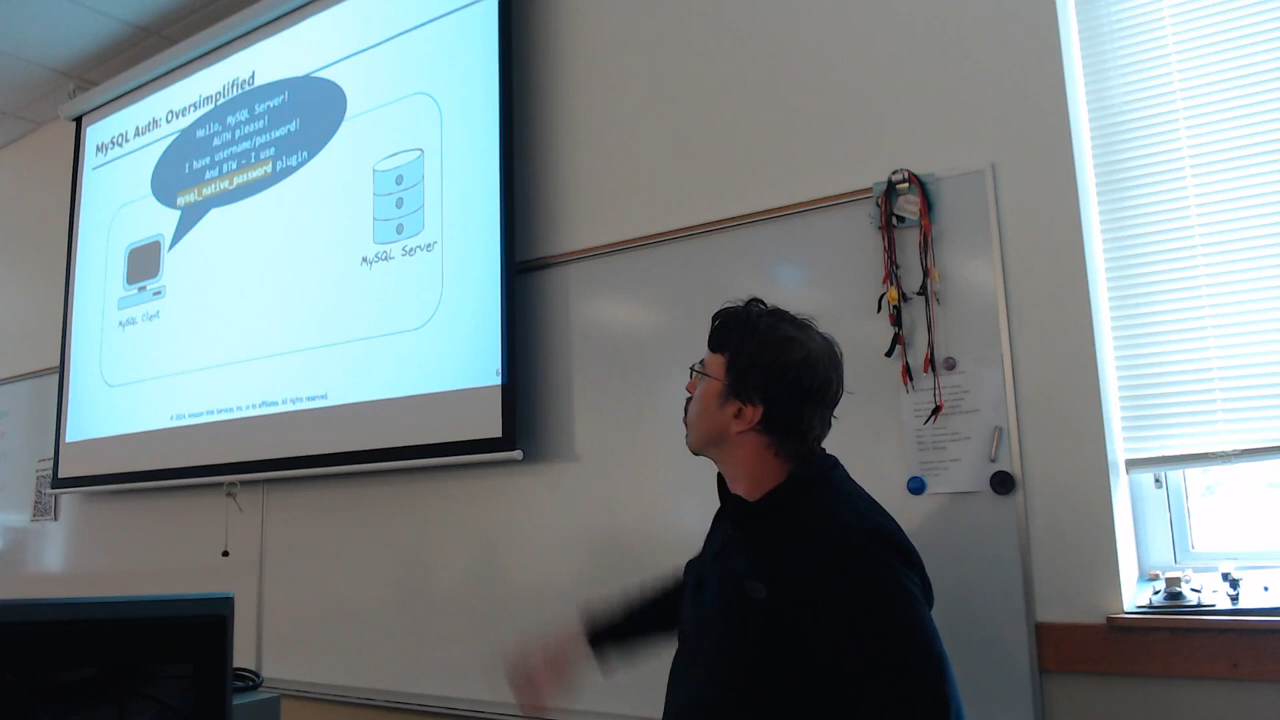 MySQL Auth: Oversimplified
Hello, MySQL Server!
AUTH please!
I have username/password!
And BTW - I use
mysql_native_password plugin
MySQL Server
MySQL Client
6
© 2024, Amazon Web Services, Inc. or its affiliates. All rights reserved.